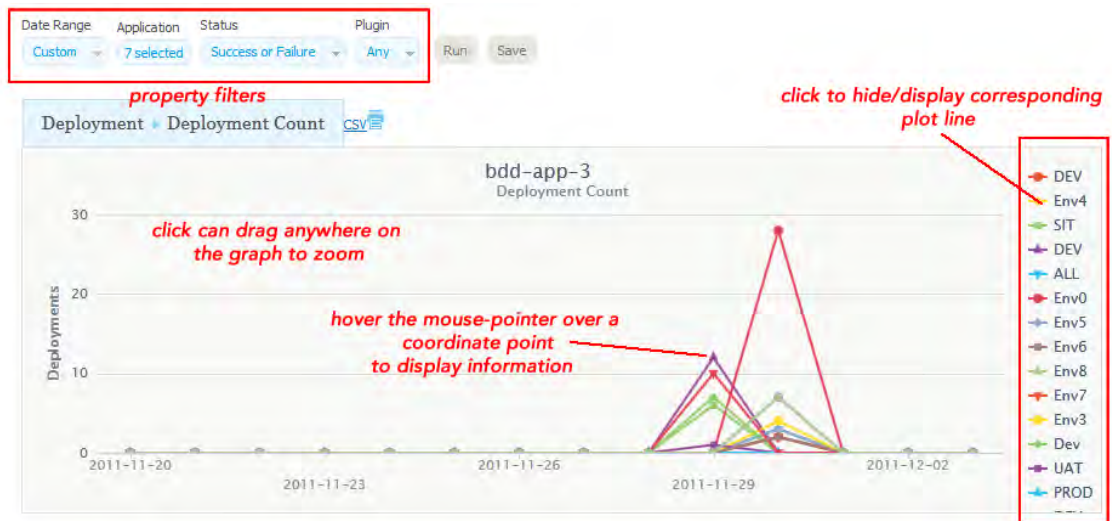 Date Range Application Status Plugin
Custom 7 selected Success or Failure Any Run Save
property filters
click to hide/display corresponding
plot line
Deployment Deployment Count CSV
bdd-app-3
Deployment Count
30
20
10
0
Deployments
click can drag anywhere on
the graph to zoom
hover the mouse-pointer over a
coordinate point
to display information
2011-11-20
2011-11-23
2011-11-26
2011-11-29
2011-12-02
DEV
Env4
SIT
DEV
ALL
Env0
Env5
Env6
Env8
Env7
Env3
Dev
UAT
PROD